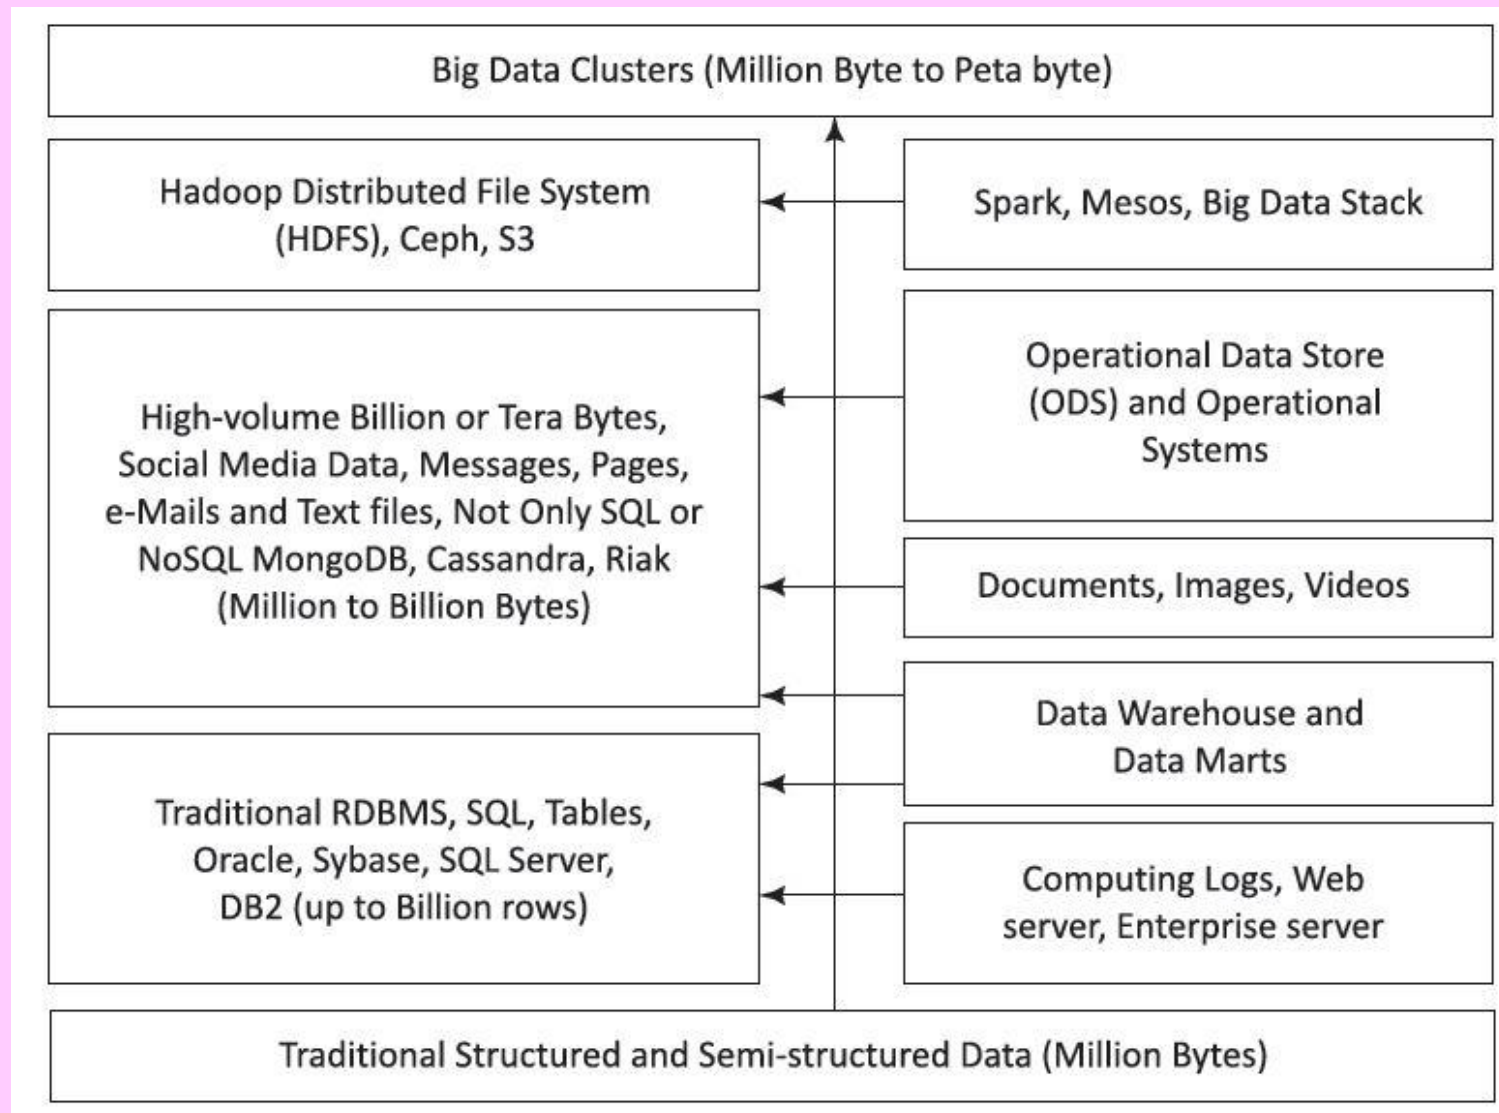 Big Data Clusters (Million Byte to Peta byte)
Hadoop Distributed File System
(HDFS), Ceph, S3
Spark, Mesos, Big Data Stack
High-volume Billion or Tera Bytes,
Social Media Data, Messages, Pages,
e-Mails and Text files, Not Only SQL or
NoSQL MongoDB, Cassandra, Riak
(Million to Billion Bytes)
Operational Data Store
(ODS) and Operational
Systems
Documents, Images, Videos
Data Warehouse and
Data Marts
Traditional RDBMS, SQL, Tables,
Oracle, Sybase, SQL Server,
DB2 (up to Billion rows)
Computing Logs, Web
server, Enterprise server
Traditional Structured and Semi-structured Data (Million Bytes)